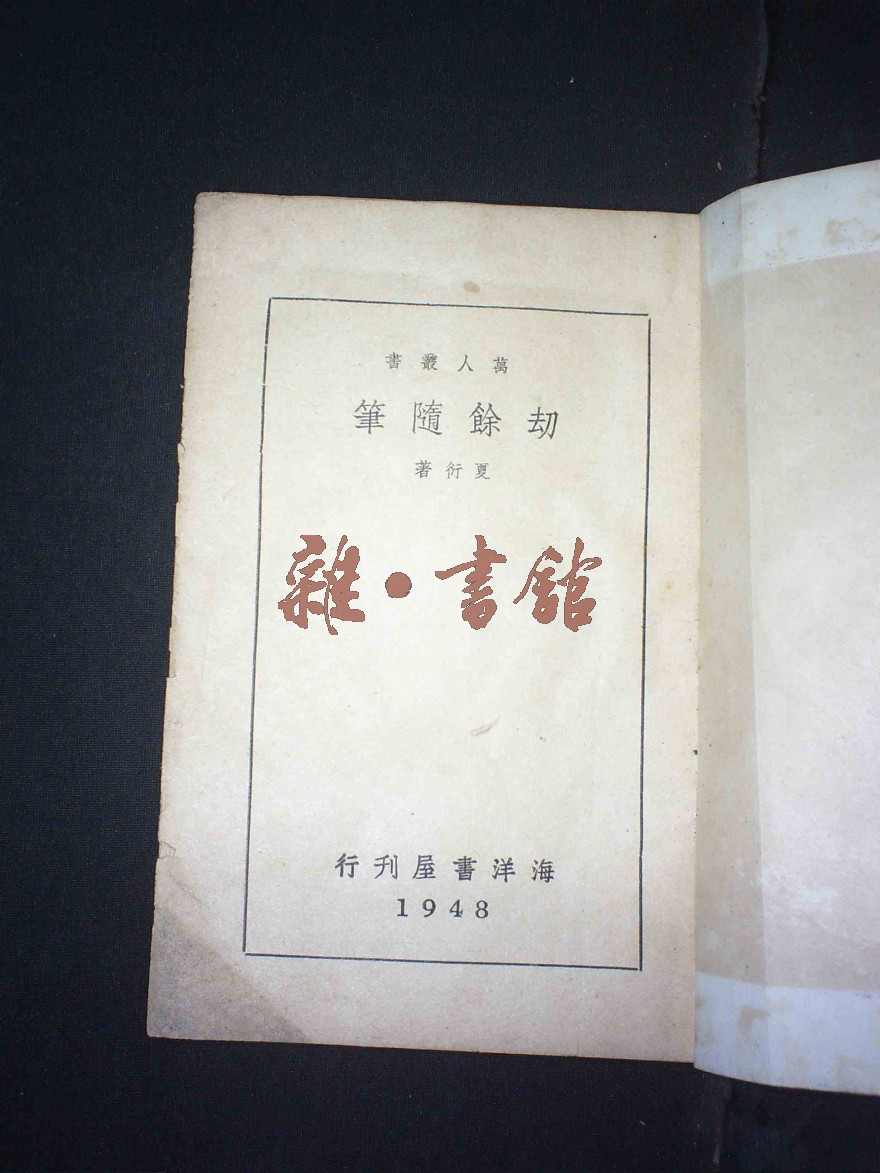 萬人叢書
刧餘隨筆
夏衍著
雜·書館
海洋書屋刊行
1948